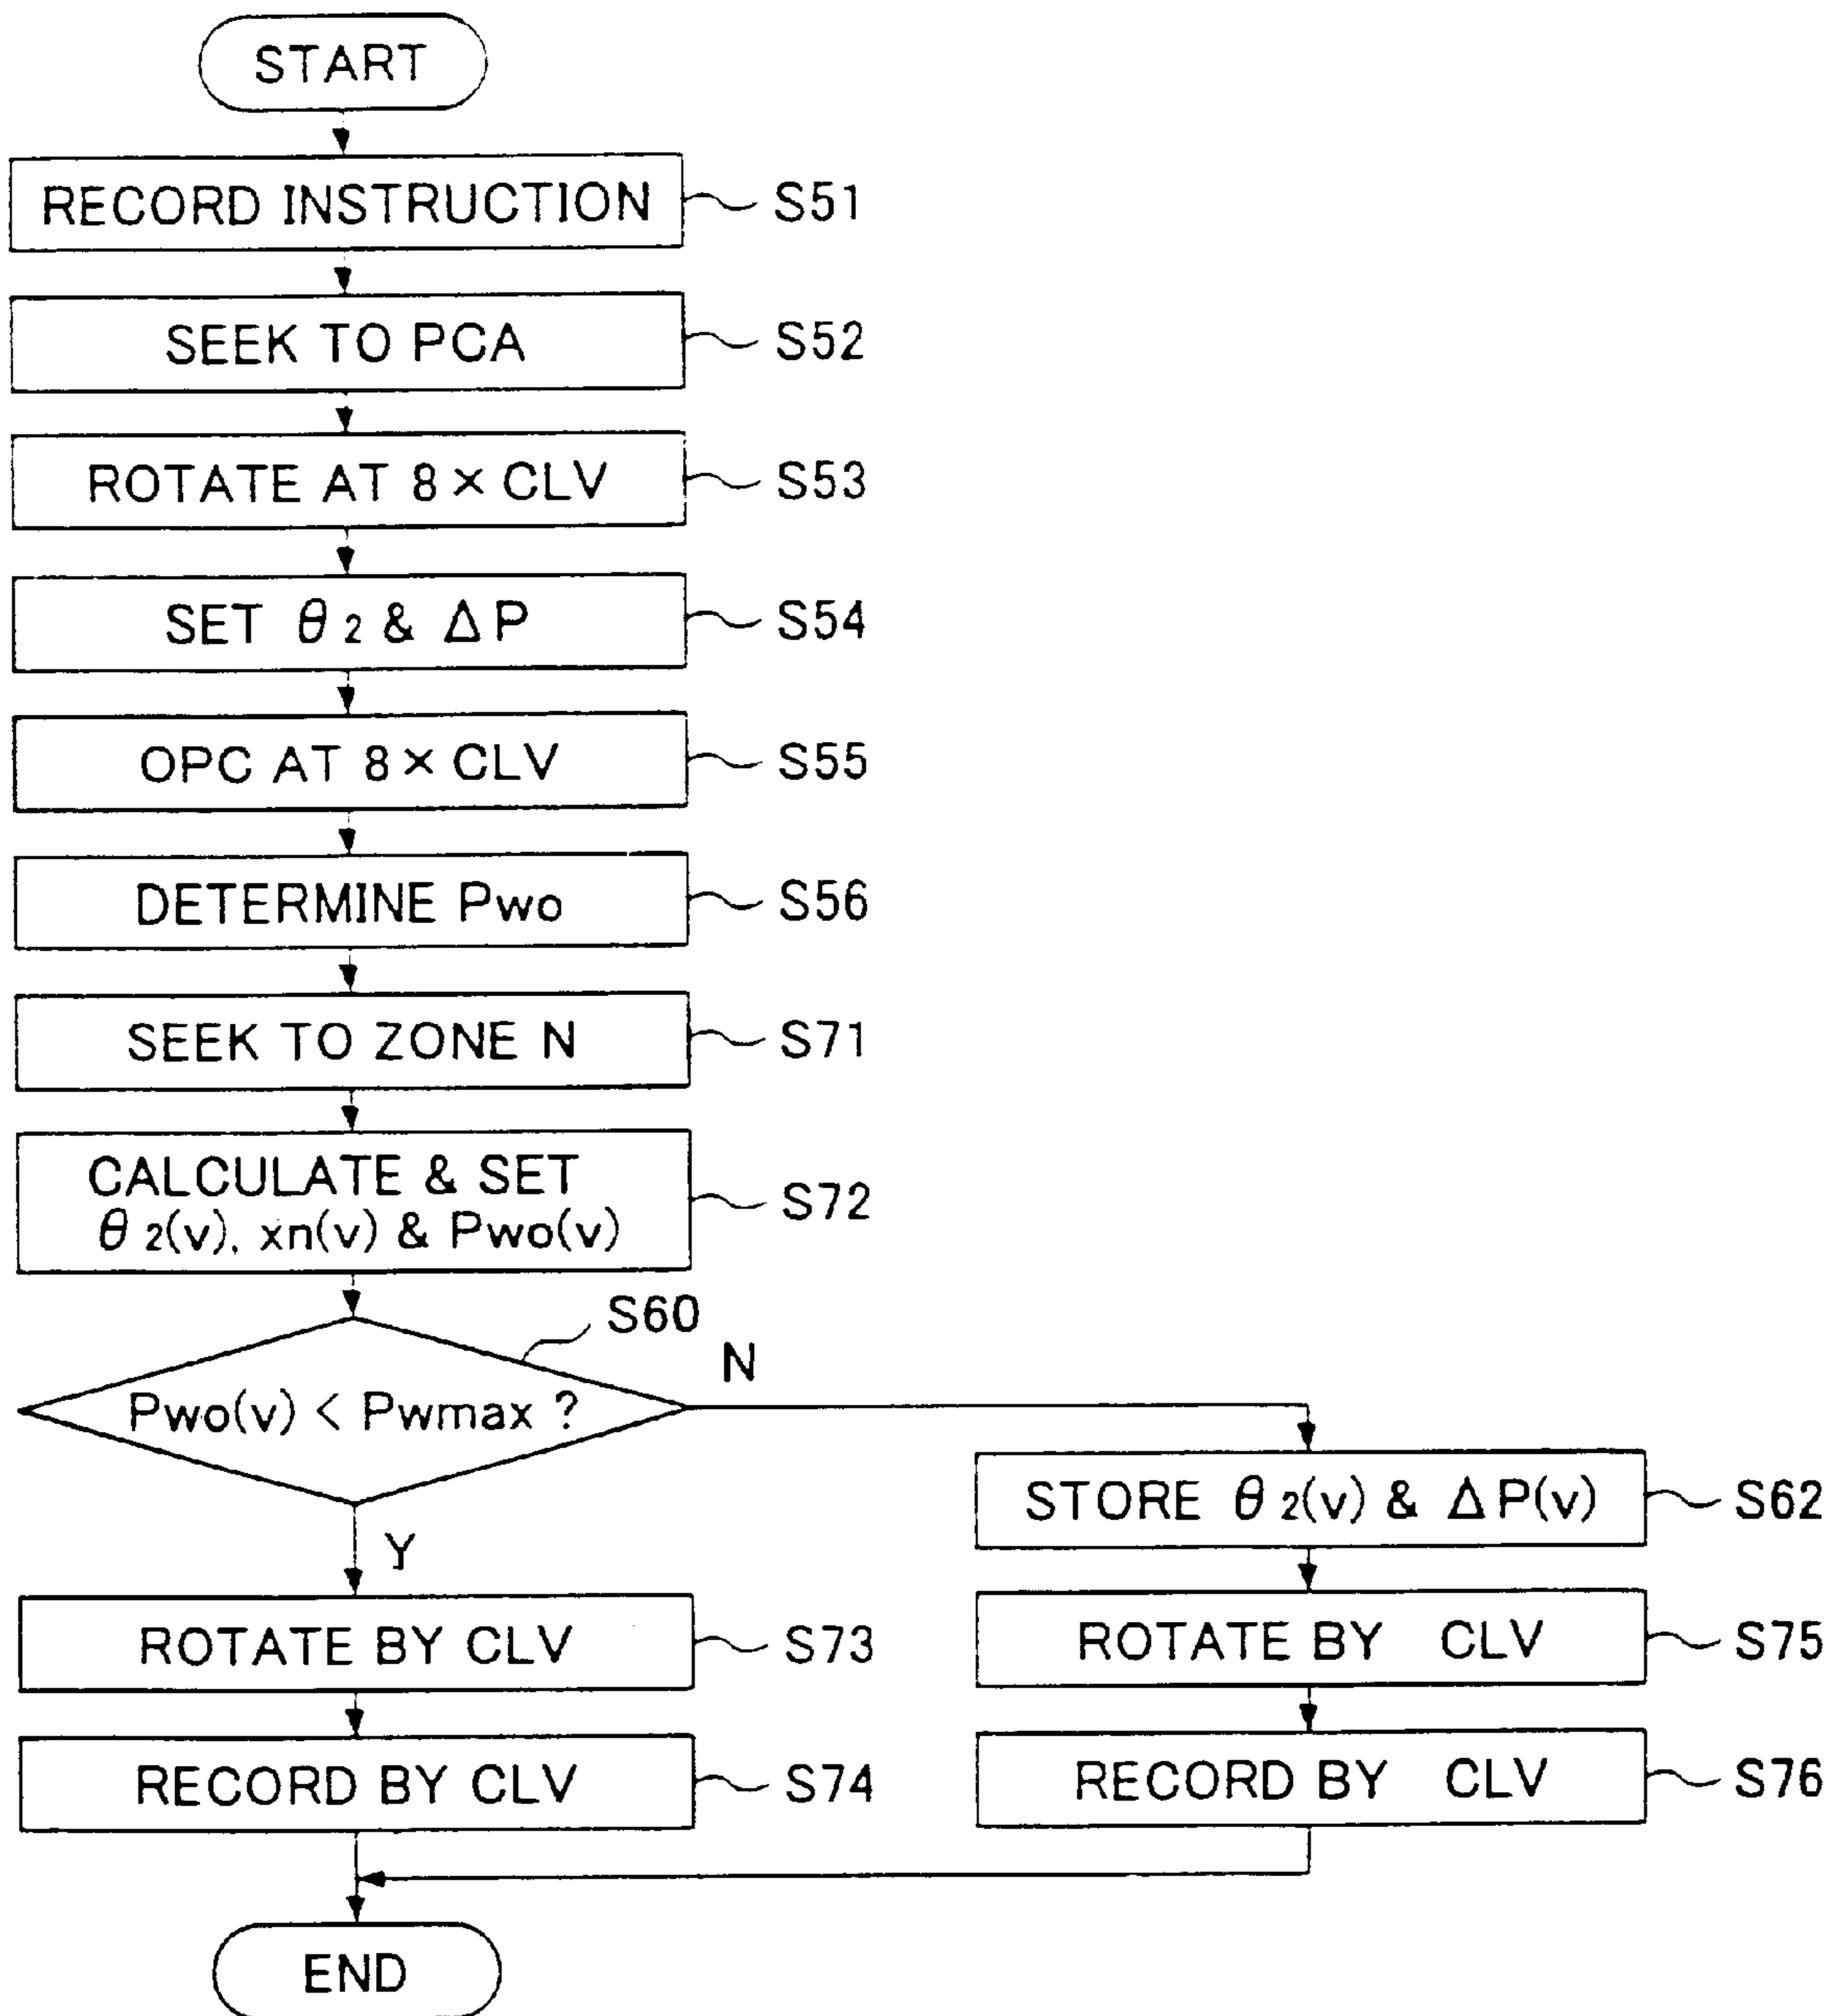 START
RECORD INSTRUCTION
S51
SEEK TO PCA
S52
ROTATE AT 8 × CLV
S53
SET θ2 & ΔP
S54
OPC AT 8 × CLV
S55
DETERMINE Pwo
S56
SEEK TO ZONE N
S71
CALCULATE & SET
θ2(v), xn(v) & Pwo(v)
S72
S60
Pwo(v) < Pwmax ?
N
Y
STORE θ2(v) & ΔP(v)
S62
ROTATE BY CLV
S73
ROTATE BY CLV
S75
RECORD BY CLV
S74
RECORD BY CLV
S76
END